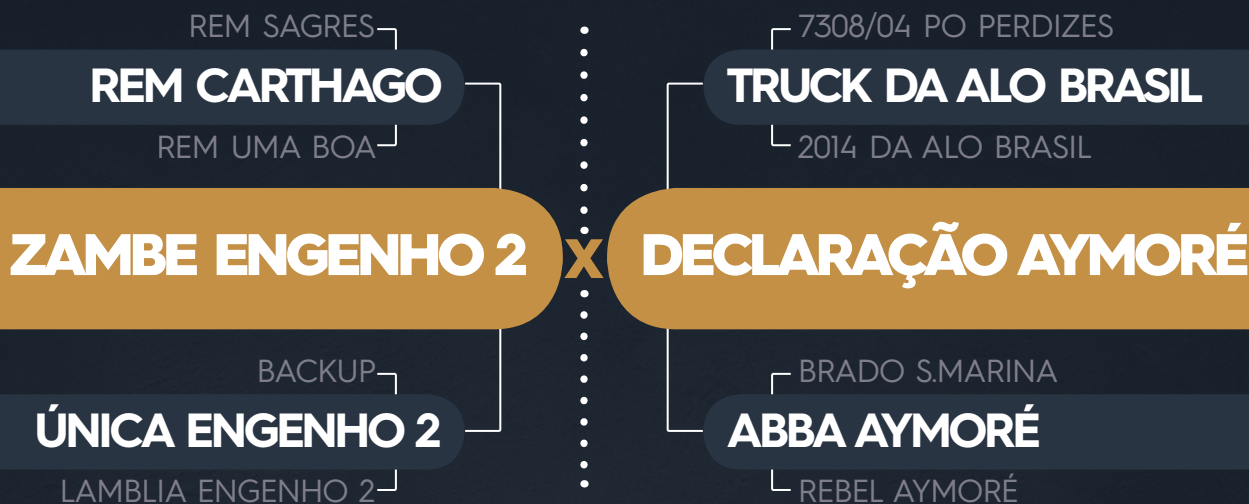 REM SAGRES
REM CARTHAGO
REM UMA BOA
ZAMBE ENGENHO 2
BACKUP
ÚNICA ENGENHO 2
LAMBLIA ENGENHO 2
X
7308/04 PO PERDIZES
TRUCK DA ALO BRASIL
2014 DA ALO BRASIL
DECLARAÇÃO AYMORÉ
BRADO S.MARINA
ABBA AYMORÉ
REBEL AYMORÉ